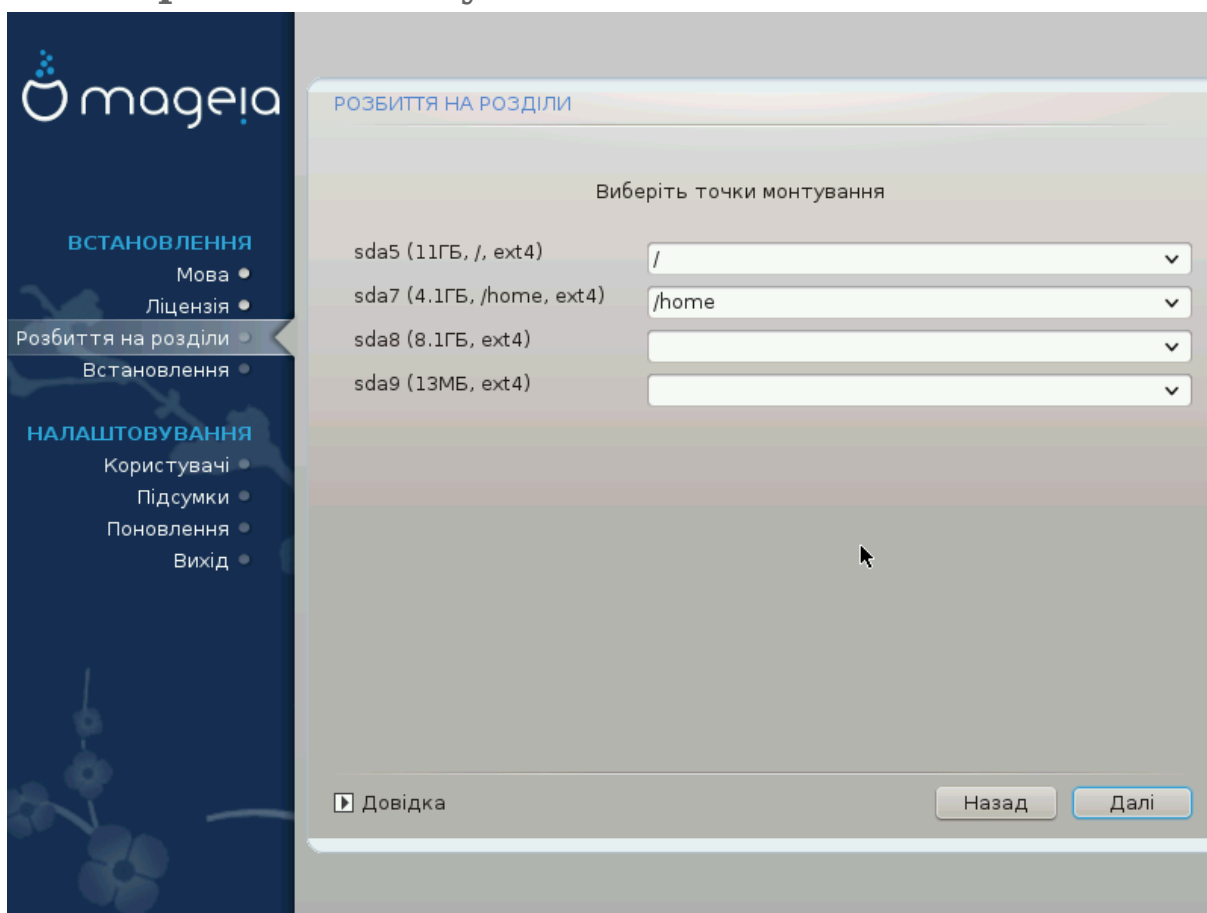 mageia
ВСТАНОВЛЕННЯ
Мова
Ліцензія
Розбиття на розділи
Встановлення
НАЛАШТОВУВАННЯ
Користувачі
Підсумки
Поновлення
Вихід
РОЗБИТТЯ НА РОЗДІЛИ
Виберіть точки монтування
sda5 (11ГБ, /, ext4) /
sda7 (4.1ГБ, /home, ext4) /home
sda8 (8.1ГБ, ext4)
sda9 (13МБ, ext4)
Довідка Назад Далі